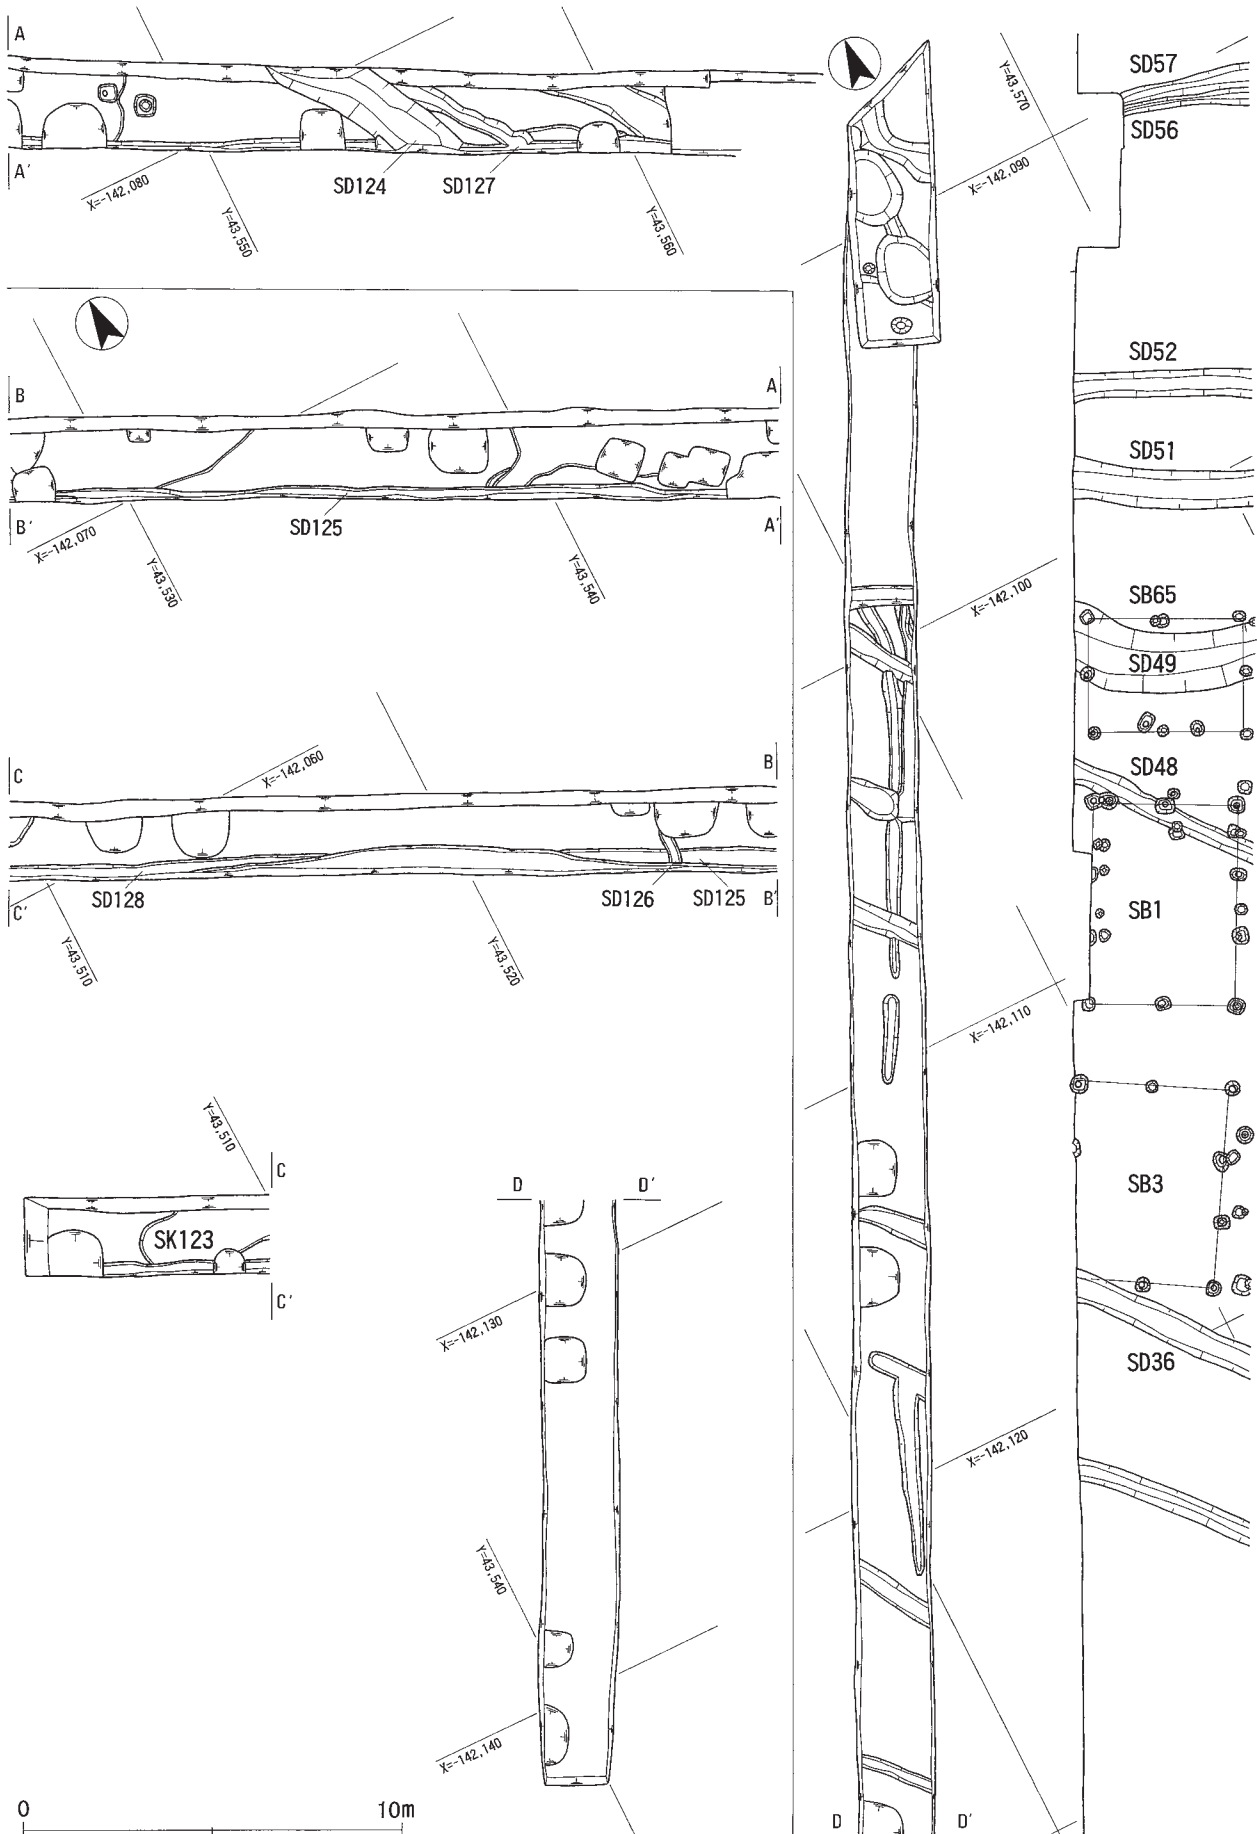 A
A'
X=-142,080
Y=43,550
SD124
SD127
Y=43,560
B
A
B'
A'
X=-142,070
Y=43,530
SD125
Y=43,540
C
X=-142,060
B
C'
SD128
Y=43,510
Y=43,520
SD126
SD125
B'
Y=43,510
C
SK123
C'
D
D'
X=-142,130
Y=43,540
X=-142,140
0
10m
Y=43,570
X=-142,090
X=-142,100
X=-142,110
X=-142,120
D
D'
SD57
SD56
SD52
SD51
SB65
SD49
SD48
SB1
SB3
SD36